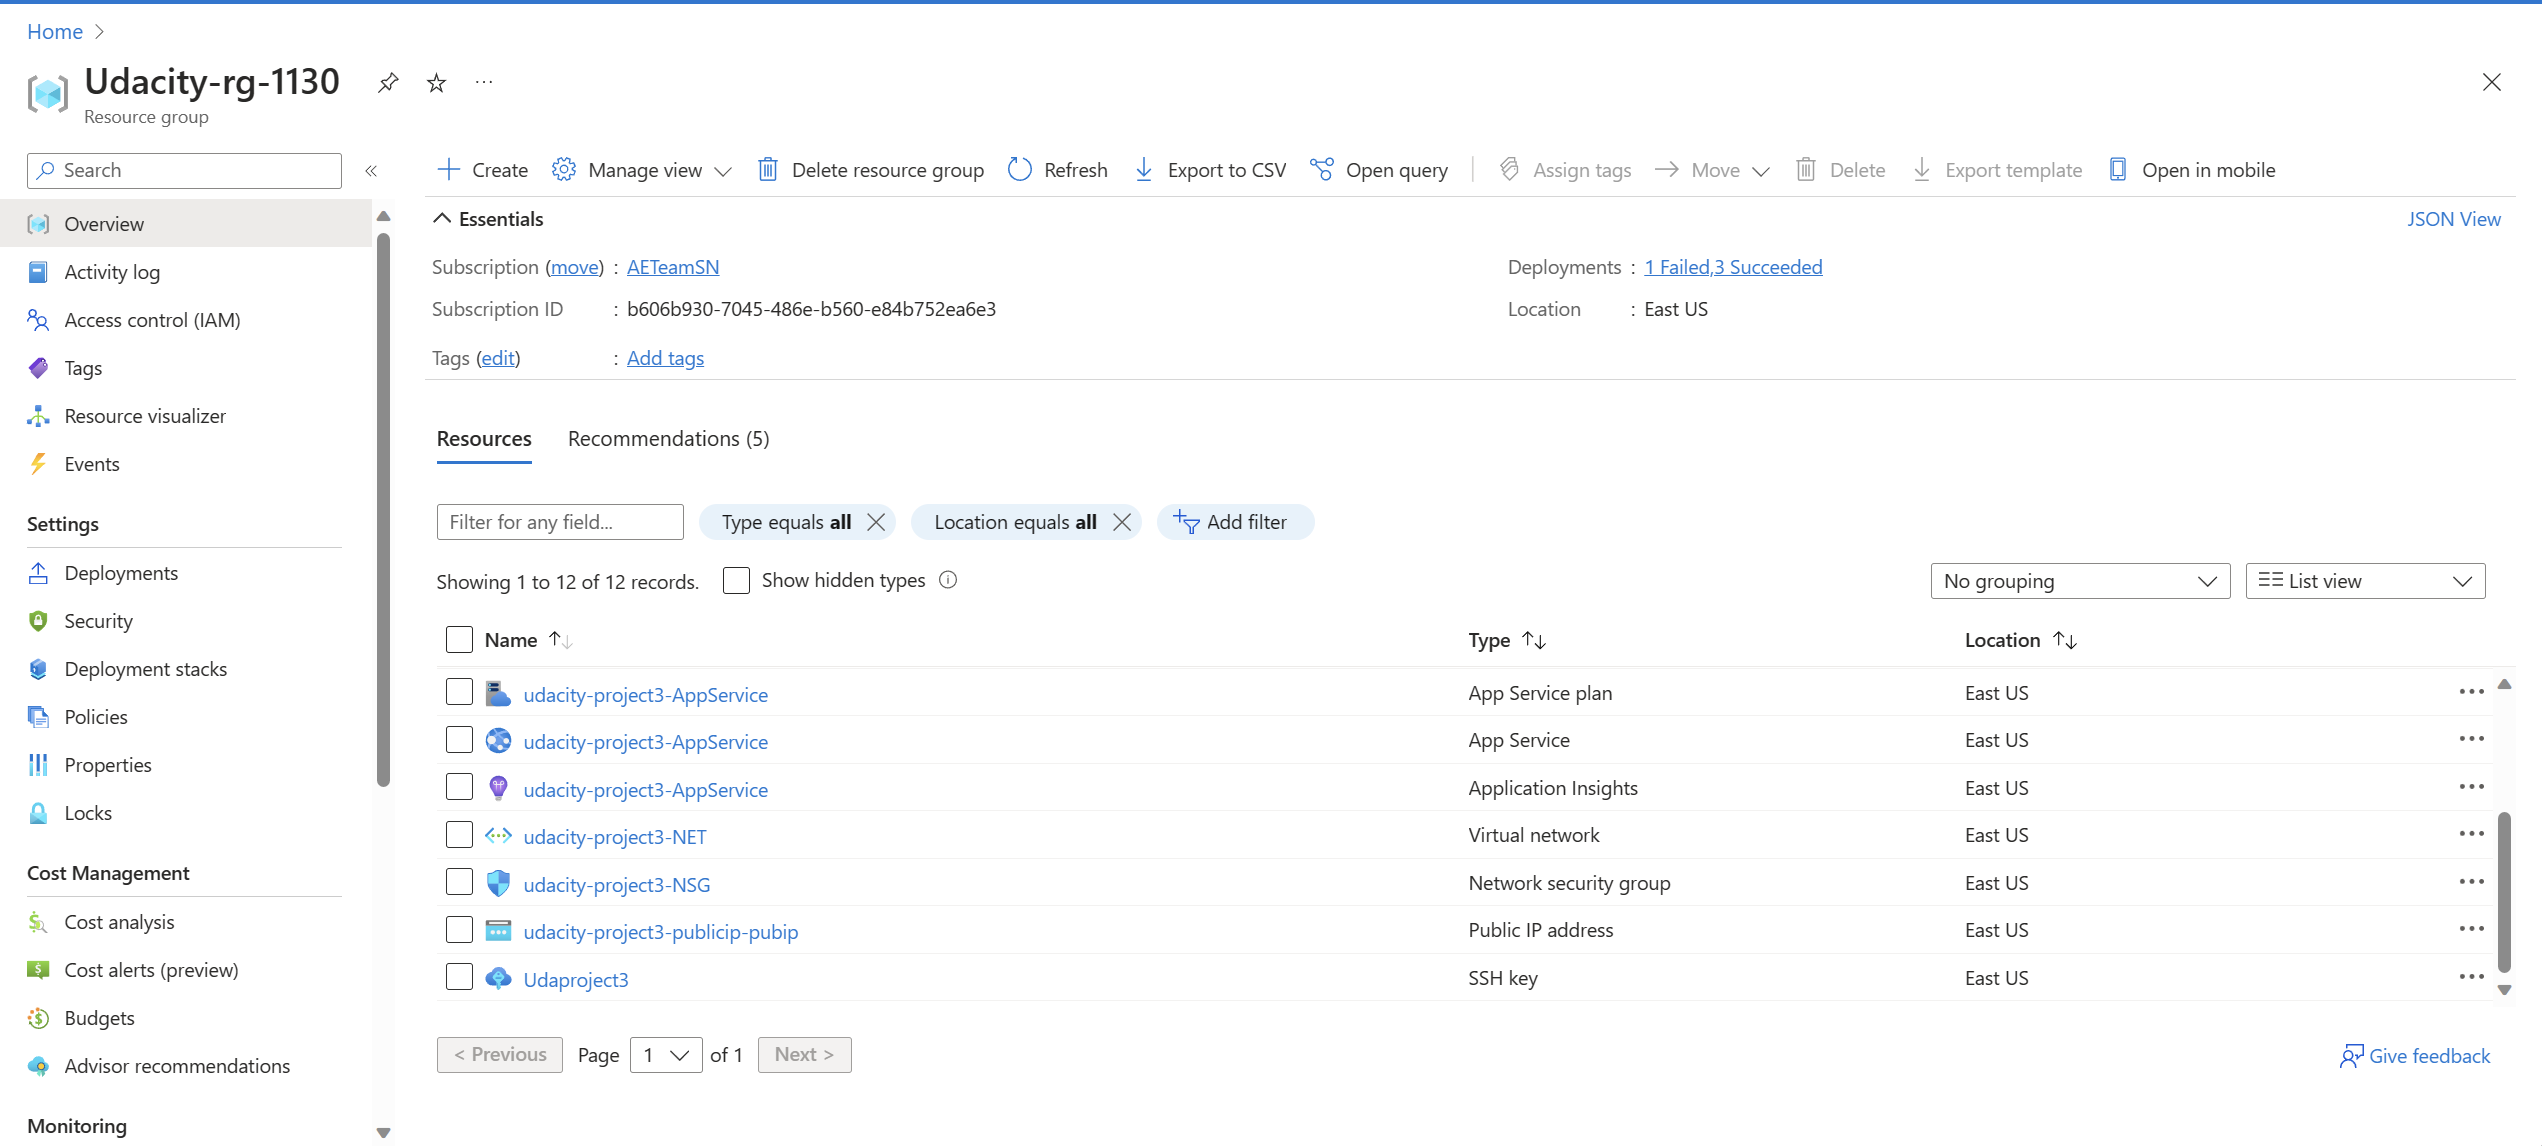 Home
Udacity-rg-1130
Resource group
Search
Create
Manage view
Delete resource group
Refresh
Export to CSV
Open query
Assign tags
Move
Delete
Export template
Open in mobile
Overview
Activity log
Access control (IAM)
Tags
Resource visualizer
Events
Settings
Deployments
Security
Deployment stacks
Policies
Properties
Locks
Cost Management
Cost analysis
Cost alerts (preview)
Budgets
Advisor recommendations
Monitoring
Essentials
JSON View
Subscription (move) : AETeamSN
Deployments : 1 Failed,3 Succeeded
Subscription ID : b606b930-7045-486e-b560-e84b752ea6e3
Location : East US
Tags (edit) : Add tags
Resources
Recommendations (5)
Filter for any field...
Type equals all
Location equals all
Add filter
Showing 1 to 12 of 12 records.
Show hidden types
No grouping
List view
Name Type Location
udacity-project3-AppService App Service plan East US
udacity-project3-AppService App Service East US
udacity-project3-AppService Application Insights East US
udacity-project3-NET Virtual network East US
udacity-project3-NSG Network security group East US
udacity-project3-publicip-pubip Public IP address East US
Udaproject3 SSH key East US
< Previous Page 1 of 1 Next >
Give feedback